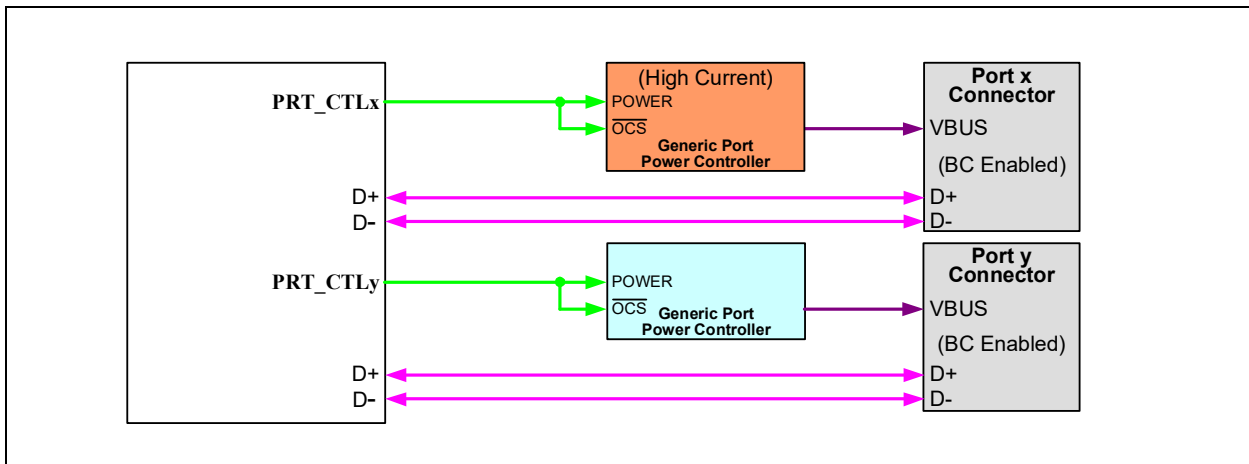 PRT_CTLx
D+
D-
PRT_CTLy
D+
D-
(High Current)
POWER
OCS
Generic Port
Power Controller
POWER
OCS
Generic Port
Power Controller
Port x
Connector
VBUS
(BC Enabled)
D+
D-
Port y
Connector
VBUS
(BC Enabled)
D+
D-